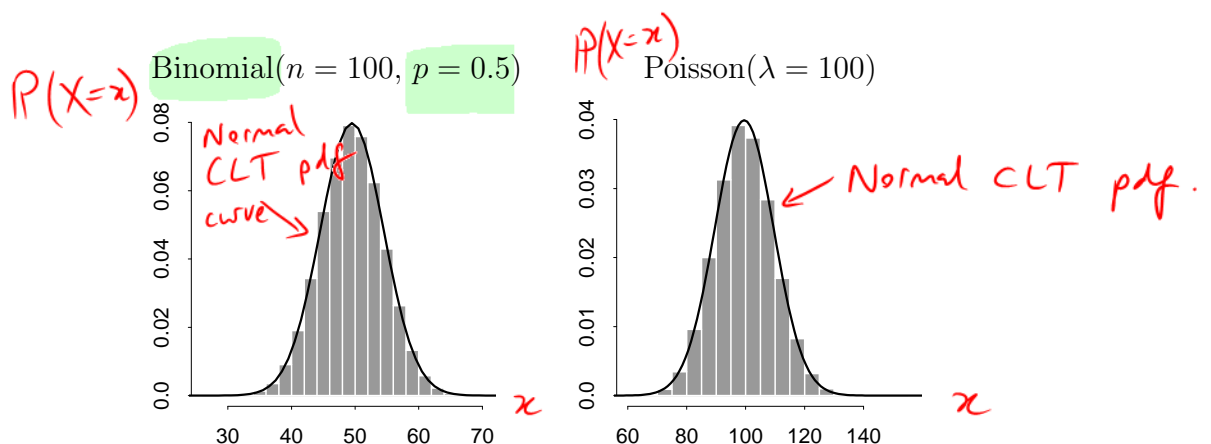 ℙ(X=x)
Binomial(n = 100, p = 0.5)
Normal
CLT pdf
curve
0.08
0.06
0.04
0.02
0.0
30 40 50 60 70
x
ℙ(X=x)
Poisson(λ = 100)
Normal CLT pdf.
0.04
0.03
0.02
0.01
0.0
60 80 100 120 140
x